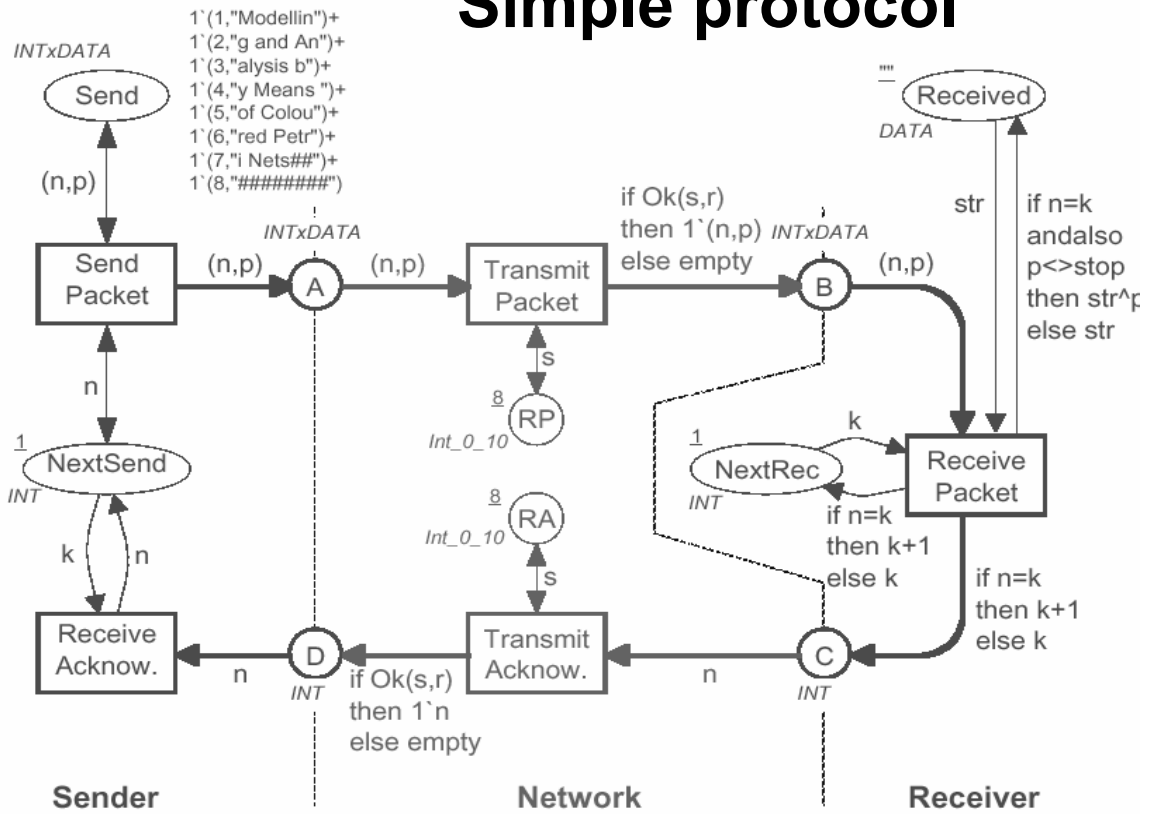 Simple protocol
1`(1,"Modellin")+
1`(2,"g and An")+
1`(3,"alysis b")+
1`(4,"y Means ")+
1`(5,"of Colou")+
1`(6,"red Petr")+
1`(7,"i Nets##")+
1`(8,"########")
INTxDATA
Send
(n,p)
Send
Packet
(n,p)
INTxDATA
A
(n,p)
Transmit
Packet
if Ok(s,r)
then 1`(n,p)
else empty
INTxDATA
B
(n,p)
""
Received
DATA
str
if n=k
andalso
p<>stop
then str^p
else str
n
s
8
RP
Int_0_10
1
NextSend
INT
8
RA
Int_0_10
s
1
NextRec
INT
k
Receive
Packet
if n=k
then k+1
else k
if n=k
then k+1
else k
k
n
Receive
Acknow.
n
D
INT
if Ok(s,r)
then 1`n
else empty
Transmit
Acknow.
n
C
INT
Sender
Network
Receiver